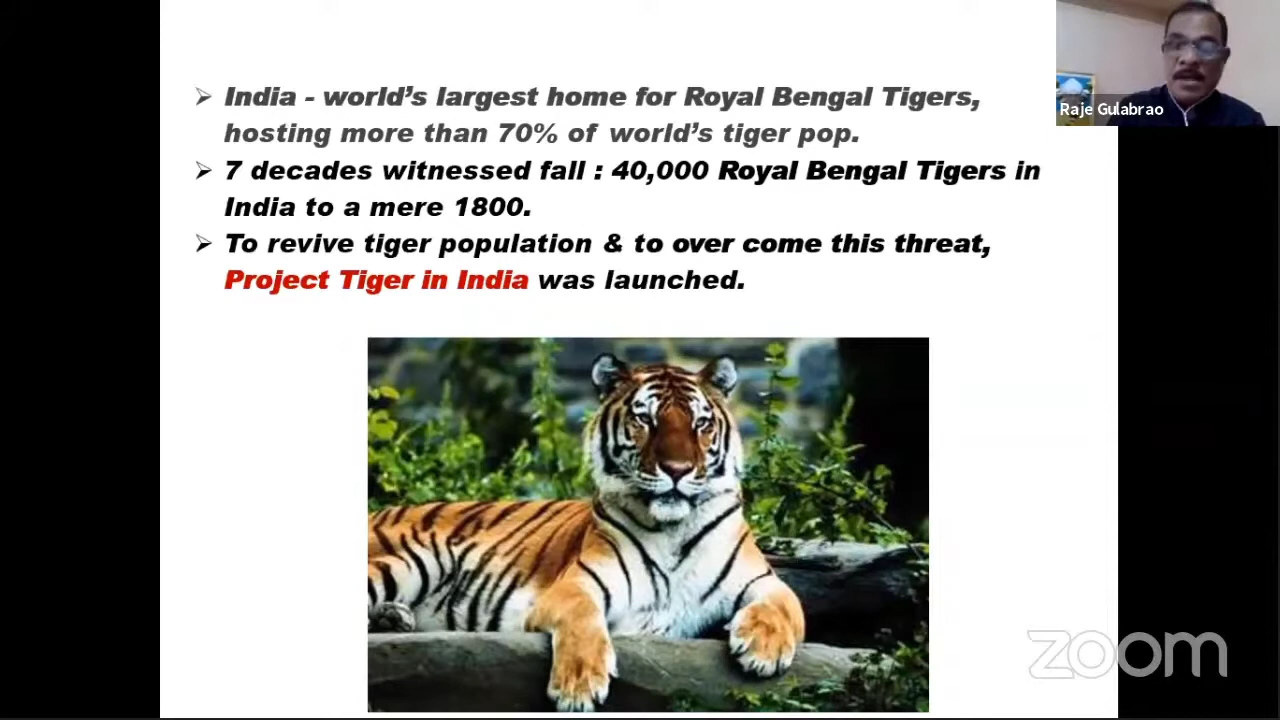 ➢ India - world's largest home for Royal Bengal Tigers,
hosting more than 70% of world's tiger pop.
➢ 7 decades witnessed fall : 40,000 Royal Bengal Tigers in
India to a mere 1800.
➢ To revive tiger population & to over come this threat,
Project Tiger in India was launched.
Raje Gulabrao
zoom